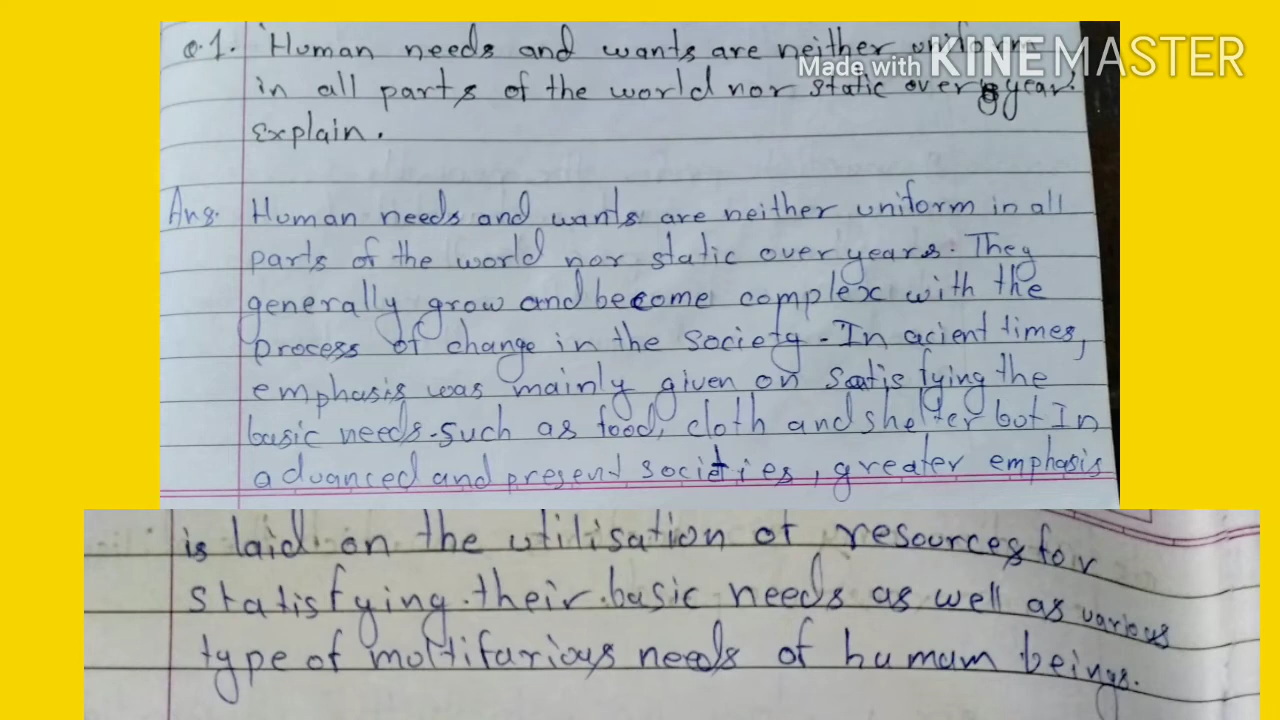 Q.1. Human needs and wants are neither uniform
Made with KINEMASTER
in all parts of the world nor static over year.
Explain.
Ans. Human needs and wants are neither uniform in all
parts of the world nor static over years. They
generally grow and become complex with the
process of change in the society - In acient times,
emphasis was mainly given on satisfying the
basic needs. Such as food, cloth and shelter but In
advanced and present societies, greater emphasis
is laid on the utilisation of resources for
statisfying their basic needs as well as various
type of moltifarious needs of humam beings.